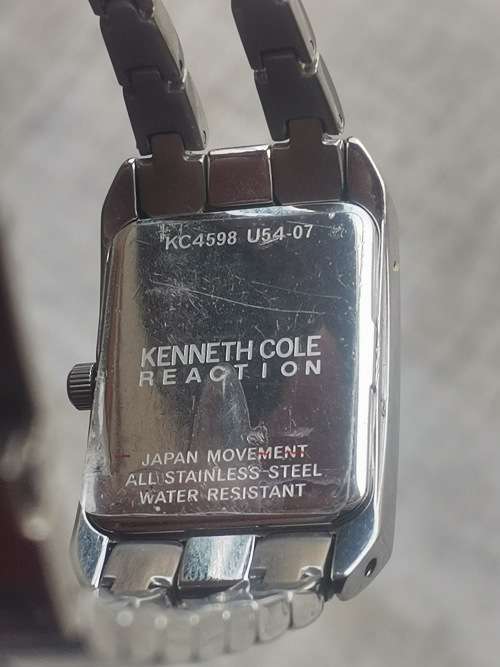 KC4598 U54-07
KENNETH COLE
REACTION
JAPAN MOVEMENT
ALL STAINLESS STEEL
WATER RESISTANT